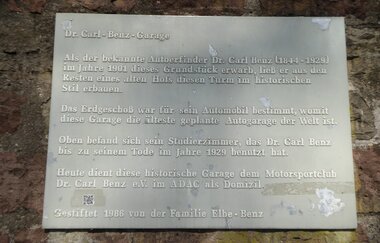 Dr. Carl-Benz-Garage
Als der bekannte Autoerfinder Dr. Carl Benz (1844-1929)
im Jahre 1901 dieses Grundstück erwarb, ließ er aus den
Resten eines alten Hofs, diesen Turm im historischen
Stil erbauen.
Das Erdgeschoß war für sein Automobil bestimmt, womit
diese Garage die älteste geplante Autogarage der Welt ist.
Oben befand sich sein Studierzimmer, das Dr. Carl Benz
bis zu seinem Tode im Jahre 1929 benützt hat.
Heute dient diese historische Garage dem Motorsportclub
Dr. Carl Benz e.V. im ADAC als Domizil.
Gestiftet 1986 von der Familie Elbe-Benz